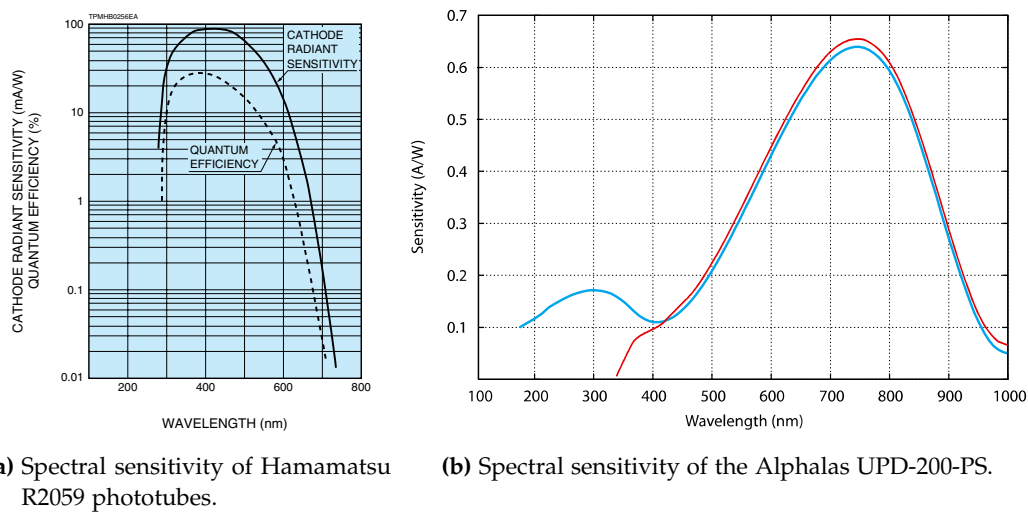 TPMHB0256EA
100
10
1
0.1
0.01
CATHODE RADIANT SENSITIVITY (mA/W)
QUANTUM EFFICIENCY (%)
CATHODE
RADIANT
SENSITIVITY
QUANTUM
EFFICIENCY
200 400 600 800
WAVELENGTH (nm)
0.7
0.6
0.5
0.4
0.3
0.2
0.1
Sensitivity (A/W)
100 200 300 400 500 600 700 800 900 1000
Wavelength (nm)
a) Spectral sensitivity of Hamamatsu
R2059 phototubes.
(b) Spectral sensitivity of the Alphalas UPD-200-PS.